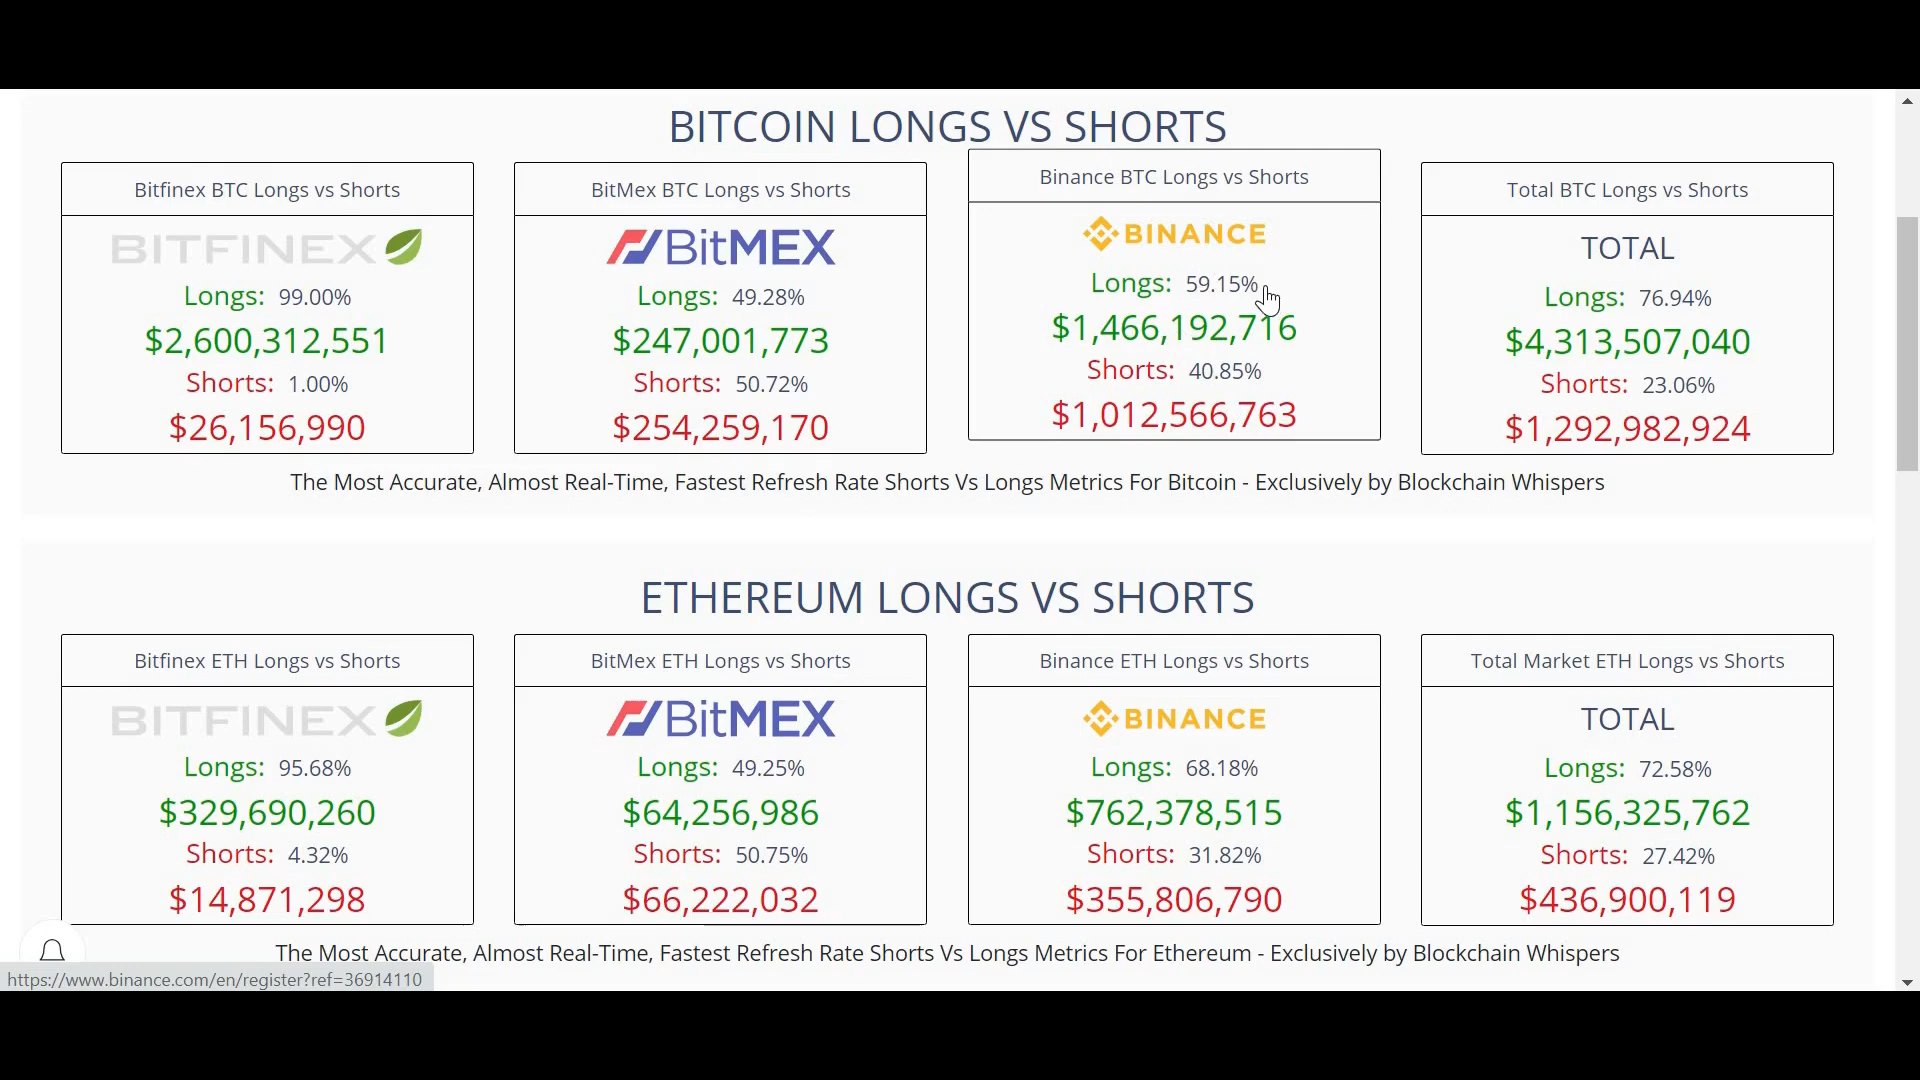 BITCOIN LONGS VS SHORTS
Bitfinex BTC Longs vs Shorts
BITFINEX
Longs: 99.00%
$2,600,312,551
Shorts: 1.00%
$26,156,990
BitMex BTC Longs vs Shorts
BitMEX
Longs: 49.28%
$247,001,773
Shorts: 50.72%
$254,259,170
Binance BTC Longs vs Shorts
BINANCE
Longs: 59.15%
$1,466,192,716
Shorts: 40.85%
$1,012,566,763
Total BTC Longs vs Shorts
TOTAL
Longs: 76.94%
$4,313,507,040
Shorts: 23.06%
$1,292,982,924
The Most Accurate, Almost Real-Time, Fastest Refresh Rate Shorts Vs Longs Metrics For Bitcoin - Exclusively by Blockchain Whispers
ETHEREUM LONGS VS SHORTS
Bitfinex ETH Longs vs Shorts
BITFINEX
Longs: 95.68%
$329,690,260
Shorts: 4.32%
$14,871,298
BitMex ETH Longs vs Shorts
BitMEX
Longs: 49.25%
$64,256,986
Shorts: 50.75%
$66,222,032
Binance ETH Longs vs Shorts
BINANCE
Longs: 68.18%
$762,378,515
Shorts: 31.82%
$355,806,790
Total Market ETH Longs vs Shorts
TOTAL
Longs: 72.58%
$1,156,325,762
Shorts: 27.42%
$436,900,119
The Most Accurate, Almost Real-Time, Fastest Refresh Rate Shorts Vs Longs Metrics For Ethereum - Exclusively by Blockchain Whispers
https://www.binance.com/en/register?ref=36914110